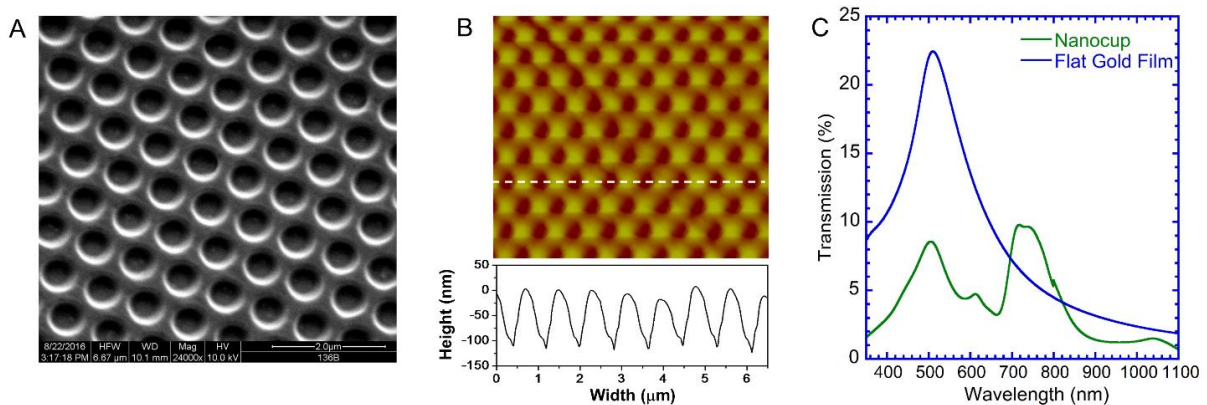 A
8/22/2016 HFW WD Mag HV 2.0μm
3:17:18 PM 6.67 μm 10.1 mm 24000x 10.0 kV 136B
B
50
0
-50
-100
-150
Height (nm)
0 1 2 3 4 5 6
Width (μm)
C
25
20
15
10
5
0
Transmission (%)
Nanocup
Flat Gold Film
400 500 600 700 800 900 1000 1100
Wavelength (nm)